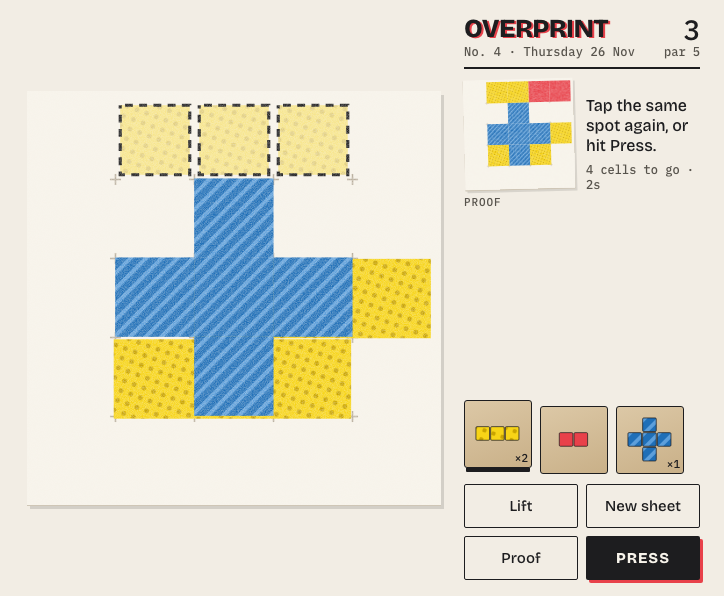 OVERPRINT 3
No. 4 · Thursday 26 Nov par 5
Tap the same
spot again, or
hit Press.
4 cells to go ·
2s
PROOF
×2
×1
Lift
New sheet
Proof
PRESS